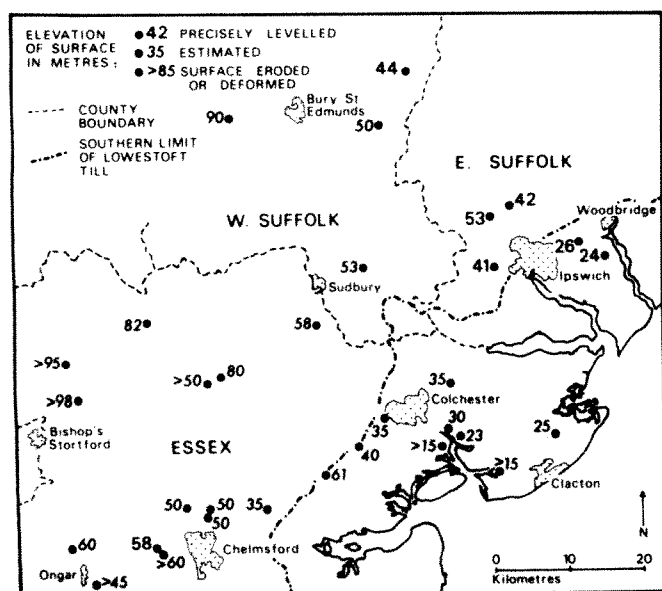 ELEVATION
OF SURFACE
IN METRES:
42 PRECISELY LEVELLED
35 ESTIMATED
>85 SURFACE ERODED
OR DEFORMED
COUNTY
BOUNDARY
SOUTHERN LIMIT
OF LOWESTOFT
TILL
44
Bury St
Edmunds
90
50
E. SUFFOLK
42
53
Woodbridge
W. SUFFOLK
26
24
53
41
Ipswich
Sudbury
82
58
>95
80
>50
35
>98
Colchester
35
30
23
25
Bishop's
Stortford
ESSEX
40
>15
>15
61
Clacton
50
50
35
50
60
58
>60
Chelmsford
N
Ongar
>45
0 10 20
Kilometres